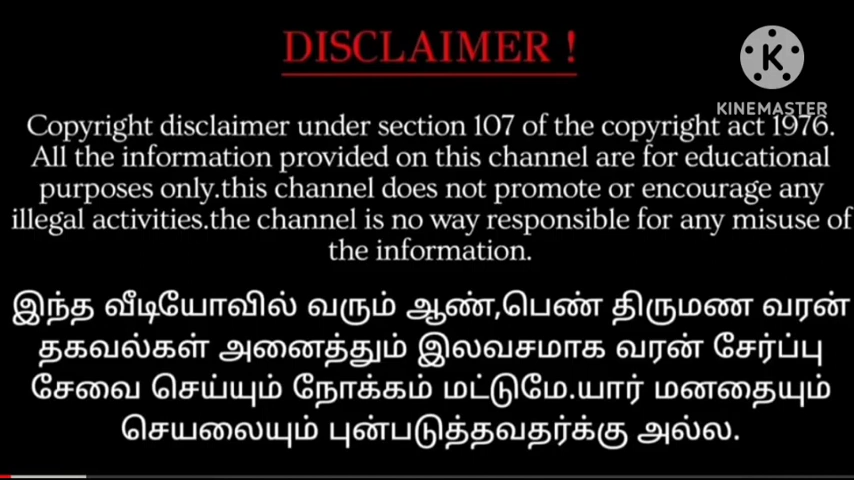 DISCLAIMER !
K
KINEMASTER
Copyright disclaimer under section 107 of the copyright act 1976.
All the information provided on this channel are for educational
purposes only.this channel does not promote or encourage any
illegal activities.the channel is no way responsible for any misuse of
the information.
இந்த வீடியோவில் வரும் ஆண்,பெண் திருமண வரன்
தகவல்கள் அனைத்தும் இலவசமாக வரன் சேர்ப்பு
சேவை செய்யும் நோக்கம் மட்டுமே.யார் மனதையும்
செயலையும் புன்படுத்தவதர்க்கு அல்ல.